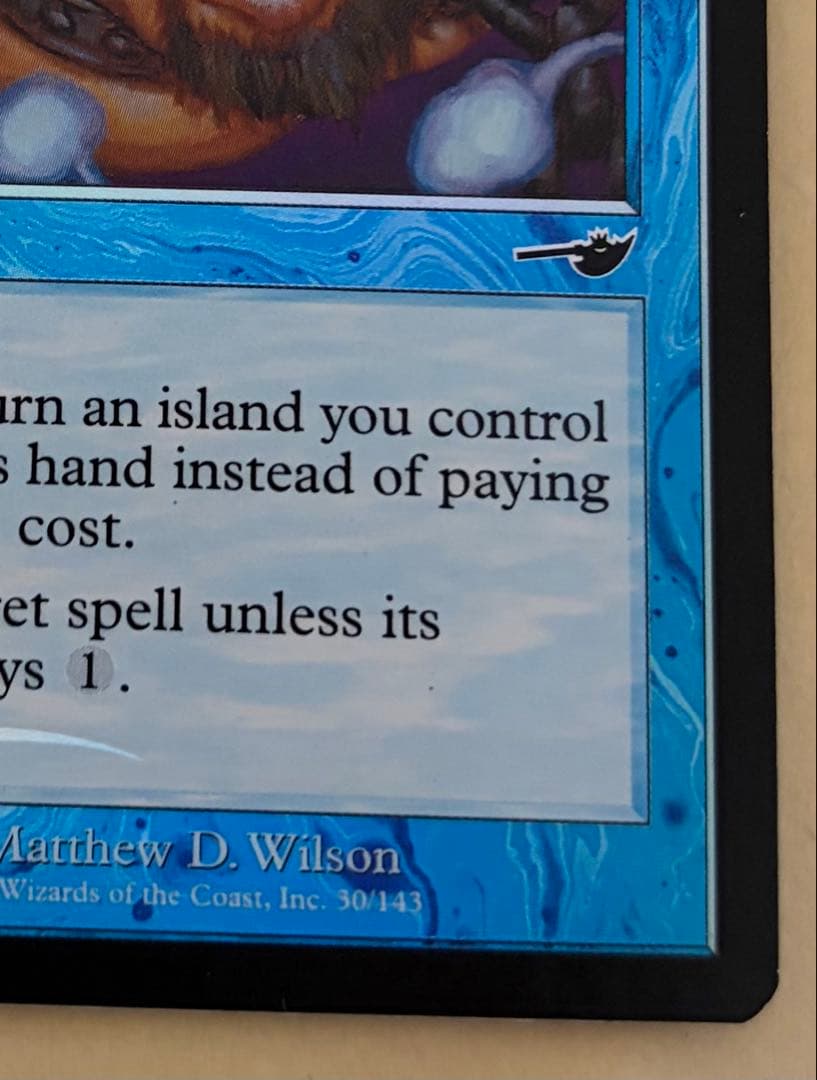 urn an island you control
s hand instead of paying
cost.
et spell unless its
ys 1.
Matthew D. Wilson
Wizards of the Coast, Inc. 30/143